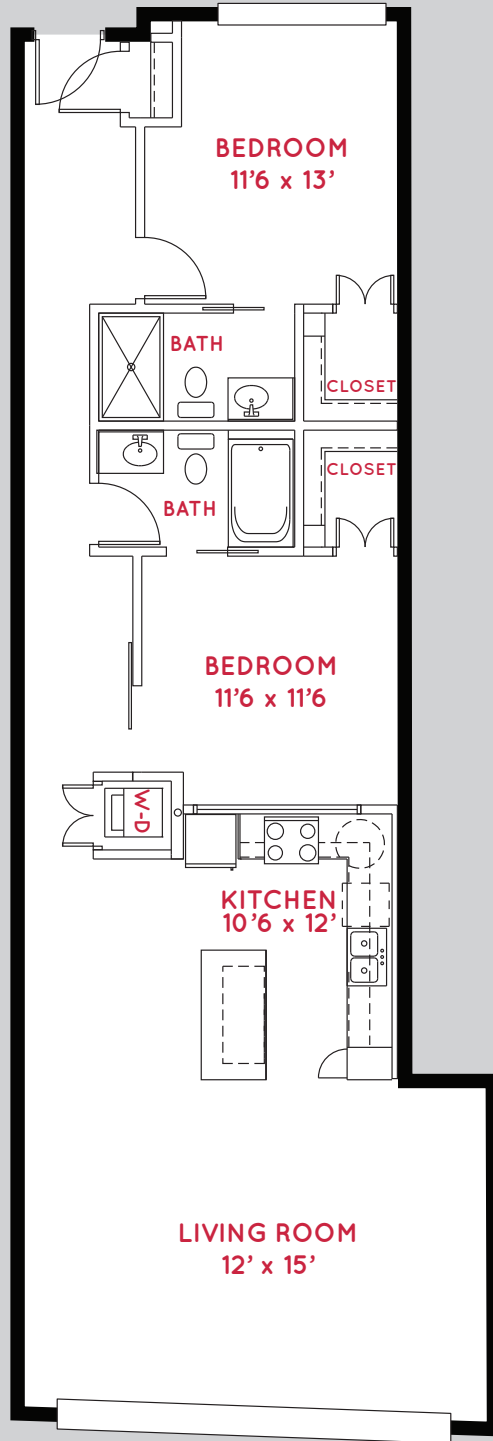 BEDROOM
11’6 x 13’
BATH
CLOSET
CLOSET
BATH
BEDROOM
11’6 x 11’6
W-D
KITCHEN
10’6 x 12’
LIVING ROOM
12’ x 15’